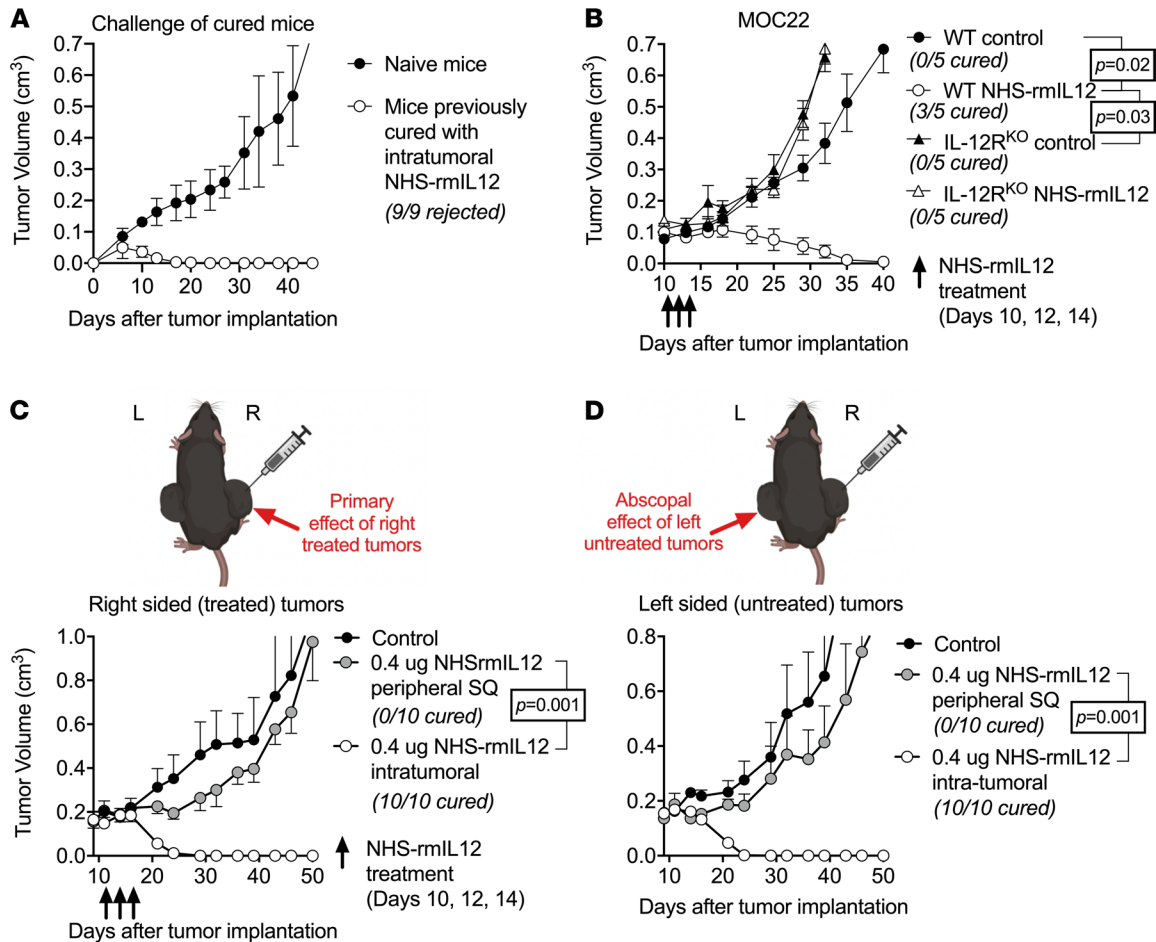 A
Challenge of cured mice
Tumor Volume (cm3)
0.7
0.6
0.5
0.4
0.3
0.2
0.1
0.0
0 10 20 30 40
Days after tumor implantation
Naive mice
Mice previously
cured with
intratumoral
NHS-rmIL12
(9/9 rejected)
B
MOC22
Tumor Volume (cm3)
0.7
0.6
0.5
0.4
0.3
0.2
0.1
0.0
10 15 20 25 30 35 40
Days after tumor implantation
WT control
(0/5 cured)
WT NHS-rmIL12
(3/5 cured)
IL-12RKO control
(0/5 cured)
IL-12RKO NHS-rmIL12
(0/5 cured)
p=0.02
p=0.03
NHS-rmIL12
treatment
(Days 10, 12, 14)
C
L R
Primary
effect of right
treated tumors
Right sided (treated) tumors
Tumor Volume (cm3)
1.0
0.8
0.6
0.4
0.2
0.0
10 20 30 40 50
Days after tumor implantation
Control
0.4 ug NHSrmIL12
peripheral SQ
(0/10 cured)
0.4 ug NHS-rmIL12
intratumoral
(10/10 cured)
p=0.001
NHS-rmIL12
treatment
(Days 10, 12, 14)
D
L R
Abscopal
effect of left
untreated tumors
Left sided (untreated) tumors
0.8
0.6
0.4
0.2
0.0
10 20 30 40 50
Days after tumor implantation
Control
0.4 ug NHS-rmIL12
peripheral SQ
(0/10 cured)
0.4 ug NHS-rmIL12
intra-tumoral
(10/10 cured)
p=0.001